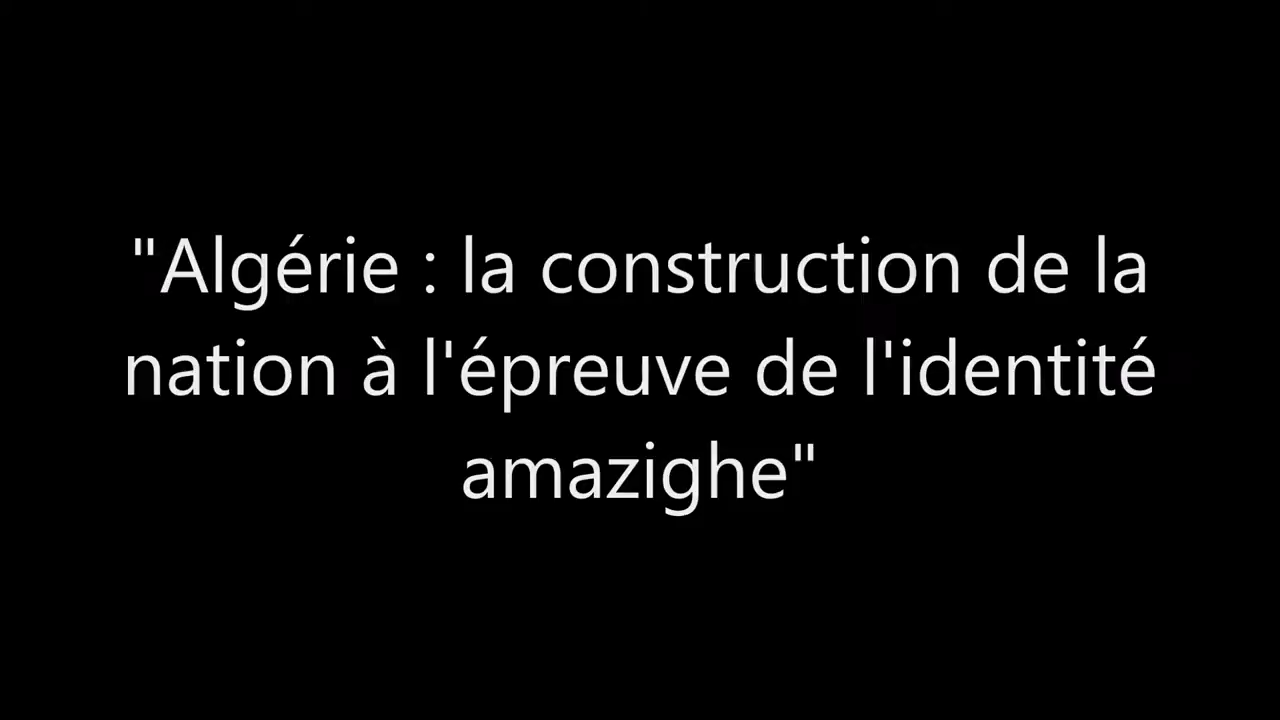 "Algérie : la construction de la
nation à l'épreuve de l'identité
amazighe"